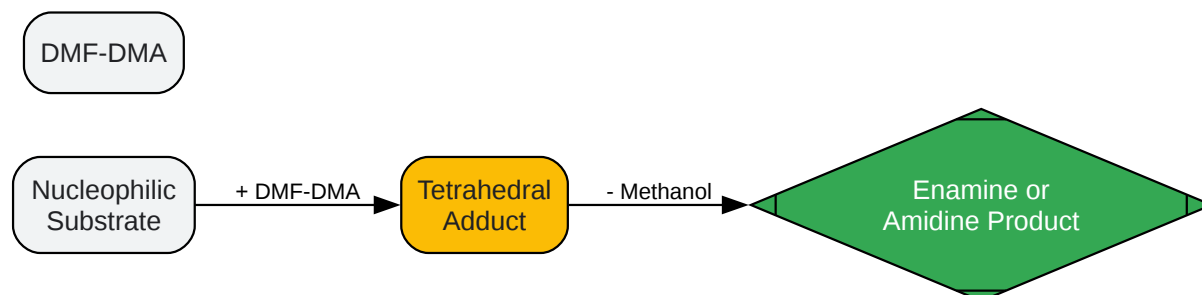 DMF-DMA
Nucleophilic
Substrate
+ DMF-DMA
Tetrahedral
Adduct
- Methanol
Enamine or
Amidine Product